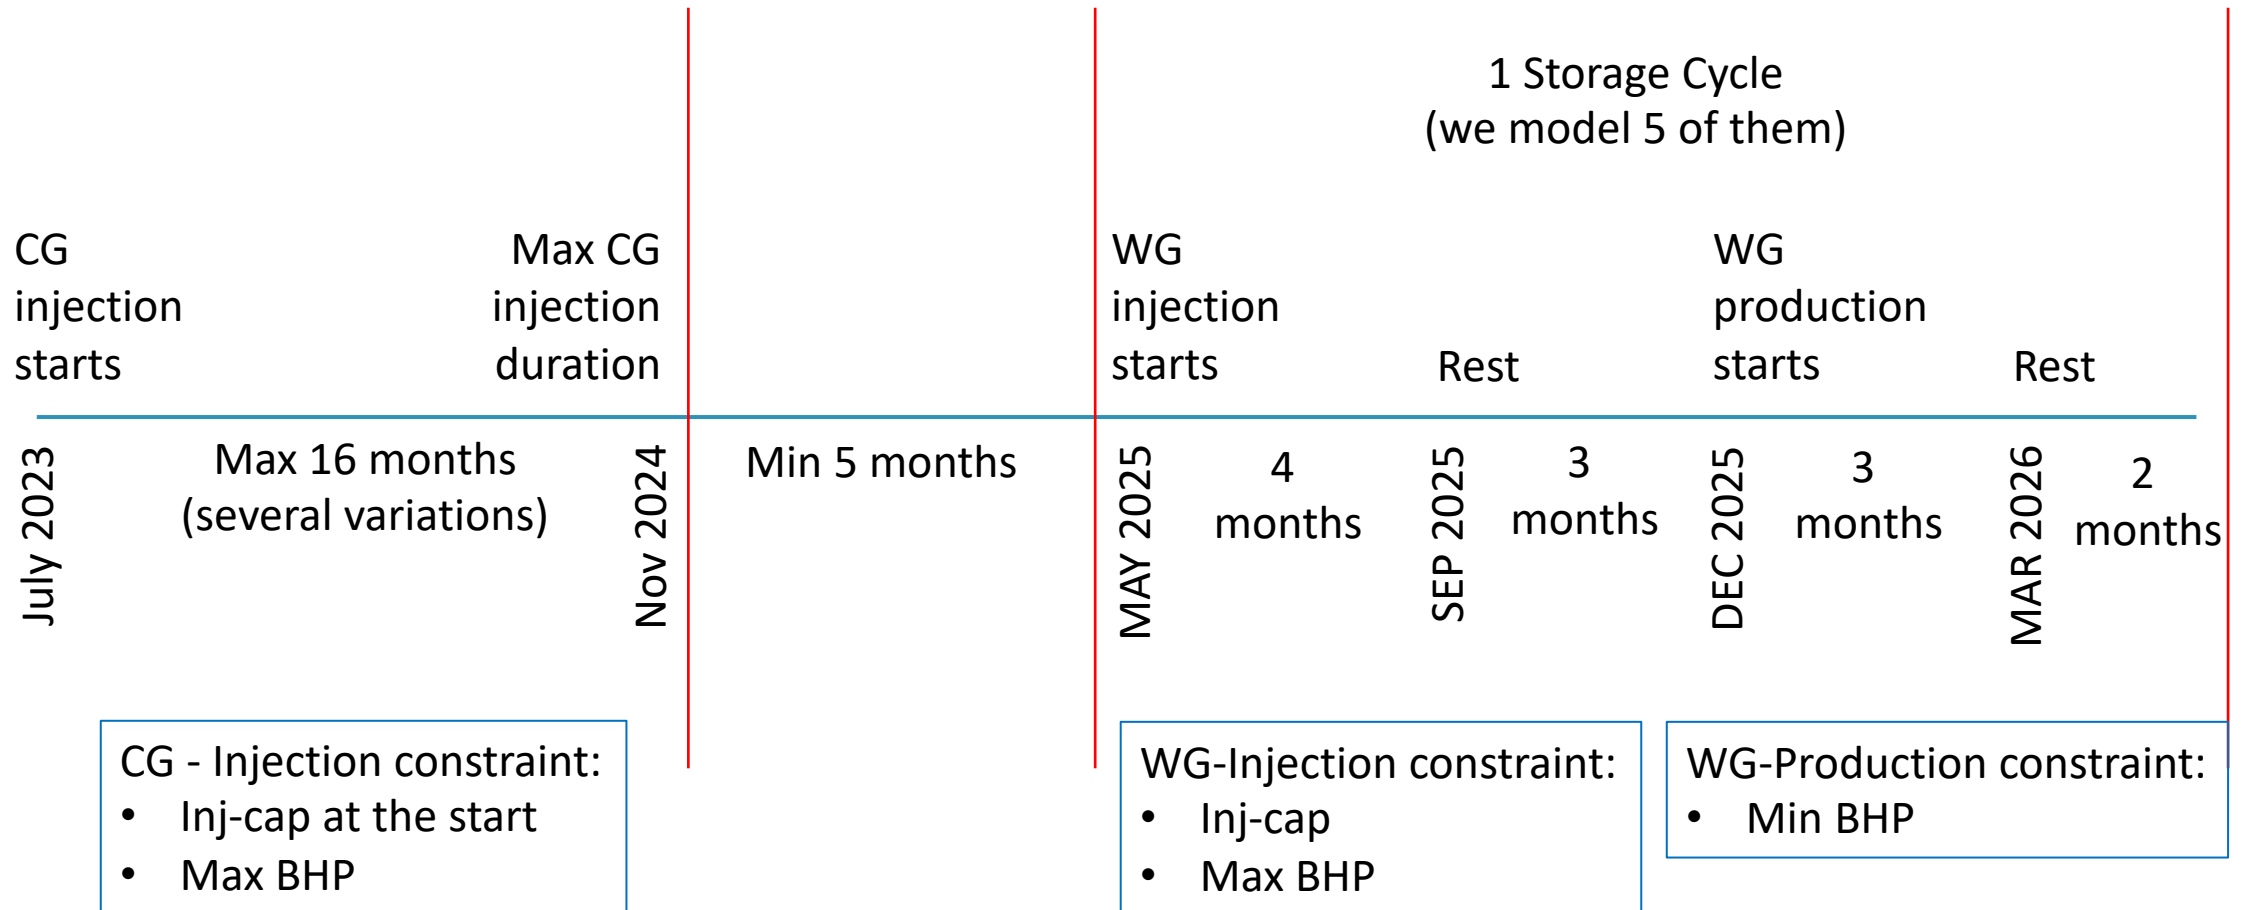 1 Storage Cycle
(we model 5 of them)
CG
injection
starts
Max CG
injection
duration
WG
injection
starts
Rest
WG
production
starts
Rest
July 2023
Max 16 months
(several variations)
Nov 2024
Min 5 months
MAY 2025
4
months
SEP 2025
3
months
DEC 2025
3
months
MAR 2026
2
months
CG - Injection constraint:
• Inj-cap at the start
• Max BHP
WG-Injection constraint:
• Inj-cap
• Max BHP
WG-Production constraint:
• Min BHP